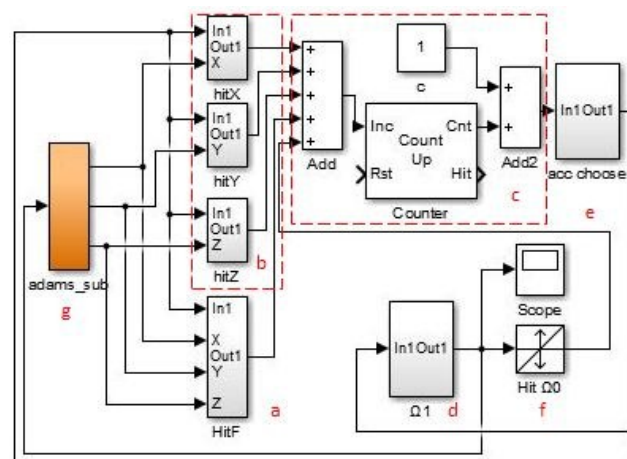 In1
Out1
X
hitX
In1
Out1
Y
hitY
In1
Out1
Z
hitZ
b
In1
X
Out1
Y
Z
HitF
a
adams_sub
g
+
+
+
+
+
Add
1
c
Inc
Count
Up
Cnt
Rst
Hit
Counter
+
+
Add2
c
In1 Out1
acc choose
e
In1 Out1
Ω1
d
Scope
Hit Ω0
f